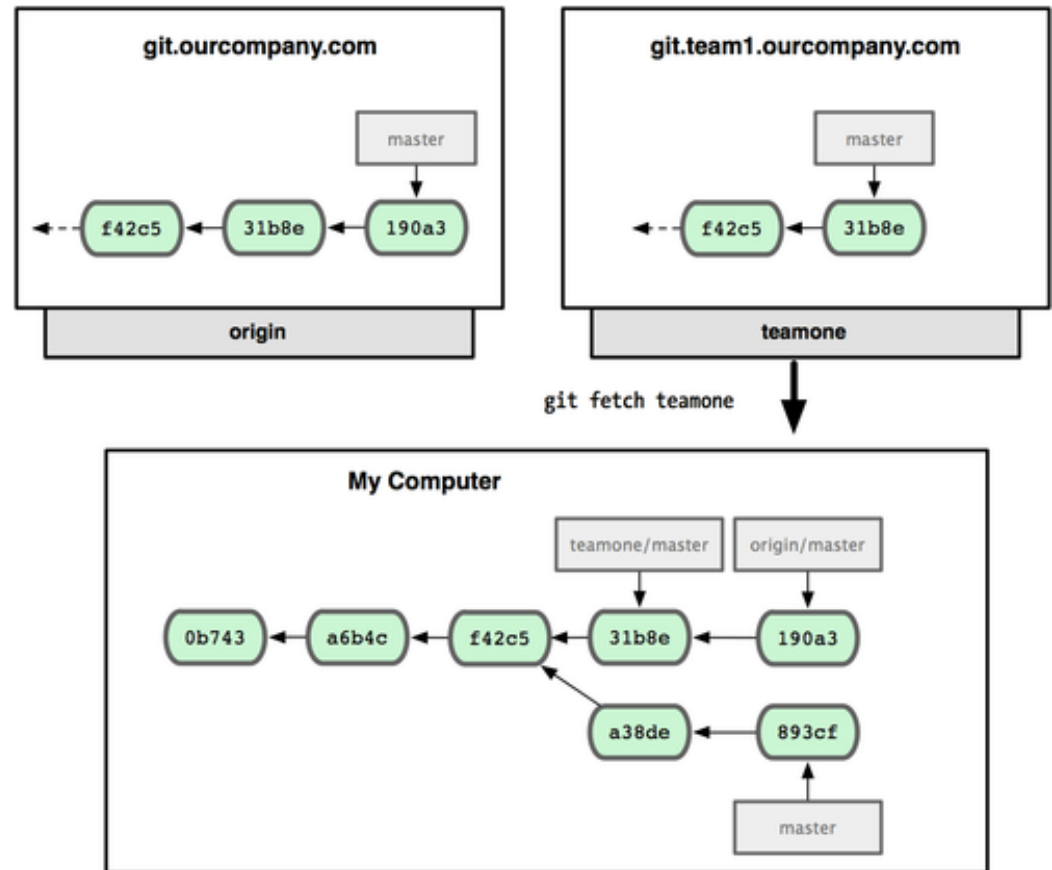 git.ourcompany.com
master
f42c5 31b8e 190a3
origin
git.team1.ourcompany.com
master
f42c5 31b8e
teamone
git fetch teamone
My Computer
teamone/master origin/master
0b743 a6b4c f42c5 31b8e 190a3
a38de 893cf
master